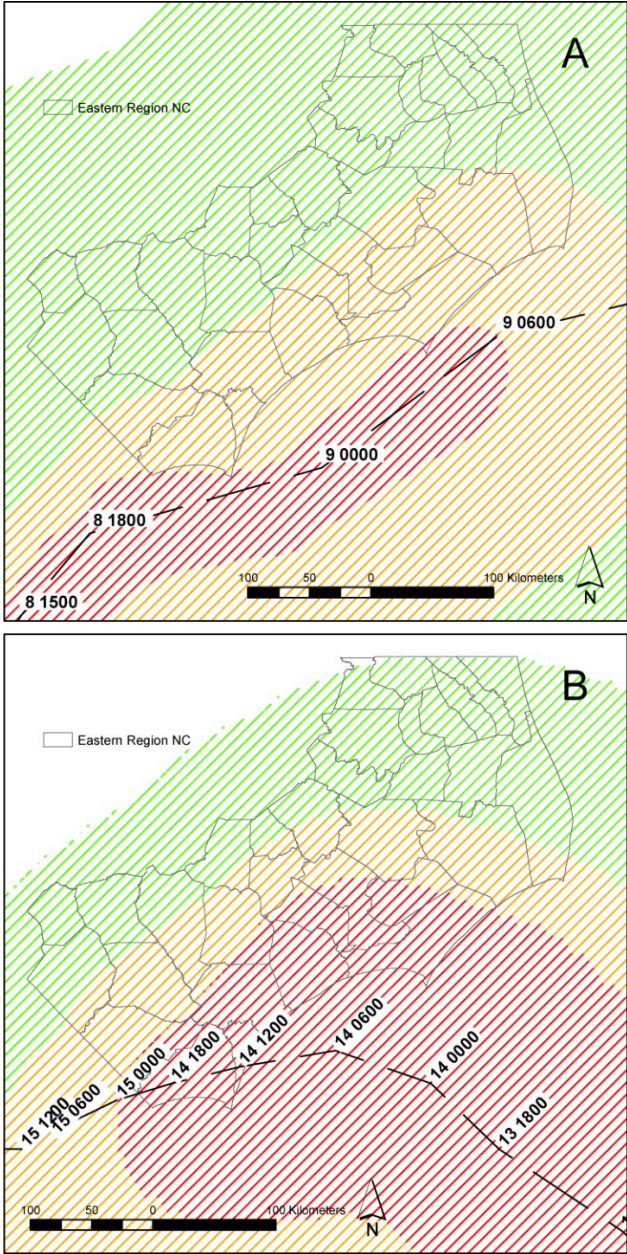 A
Eastern Region NC
9 0600
9 0000
8 1800
8 1500
100 50 0 100 Kilometers
N
B
Eastern Region NC
14 0600
14 1200
14 1800
15 0000
15 0600
15 1200
14 0000
13 1800
100 50 0 100 Kilometers
N